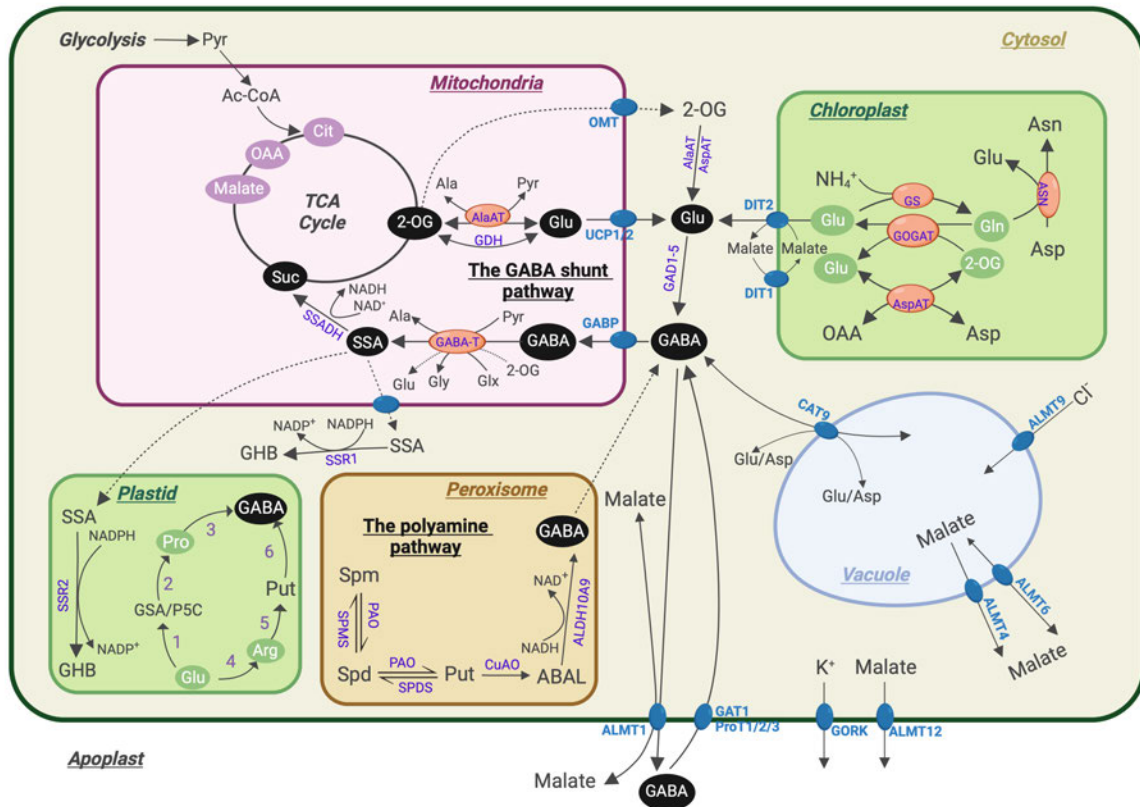 Glycolysis
Pyr
Cytosol
Ac-CoA
Mitochondria
Cit
OAA
Malate
TCA
Cycle
2-OG
Suc
Ala
Pyr
AlaAT
GDH
Glu
OMT
2-OG
AlaAT
AspAT
UCP1/2
Glu
The GABA shunt
pathway
NADH
NAD⁺
SSADH
SSA
Ala
Pyr
GABA-T
Glu
Gly
Glx
2-OG
GABA
GABP
GAD1-5
GABA
Chloroplast
Asn
Glu
ASN
NH₄⁺
GS
DIT2
Glu
Gln
GOGAT
Malate
Malate
Glu
2-OG
Asp
DIT1
AspAT
OAA
Asp
NADP⁺
NADPH
GHB
SSR1
SSA
CAT9
Glu/Asp
Glu/Asp
ALMT9
Cl⁻
Malate
Vacuole
ALMT4
ALMT6
Malate
Plastid
SSA
NADPH
SSR2
NADP⁺
GHB
GABA
3
Pro
6
2
Put
GSA/P5C
1
5
Arg
4
Glu
Peroxisome
The polyamine
pathway
GABA
Spm
PAO
SPMS
NAD⁺
NADH
ALDH10A9
Spd
PAO
SPDS
Put
CuAO
ABAL
Malate
K⁺
Malate
ALMT1
GAT1
ProT1/2/3
GORK
ALMT12
Apoplast
Malate
GABA